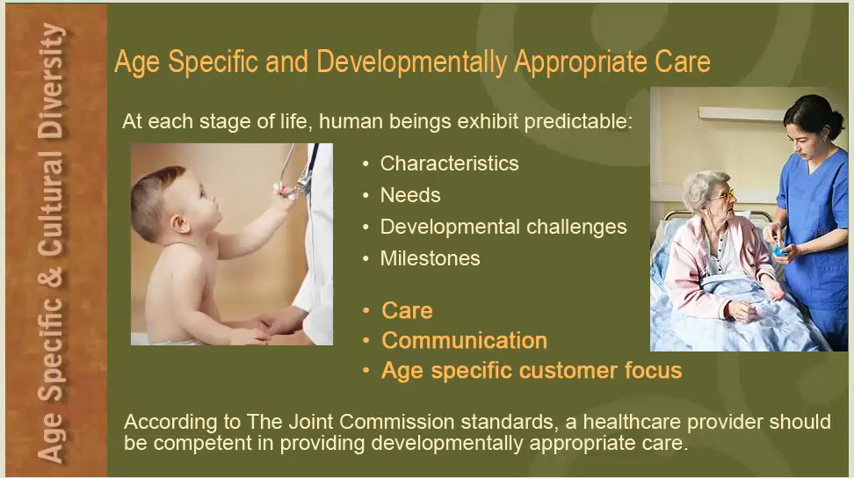 Age Specific & Cultural Diversity
Age Specific and Developmentally Appropriate Care
At each stage of life, human beings exhibit predictable:
• Characteristics
• Needs
• Developmental challenges
• Milestones
• Care
• Communication
• Age specific customer focus
According to The Joint Commission standards, a healthcare provider should
be competent in providing developmentally appropriate care.